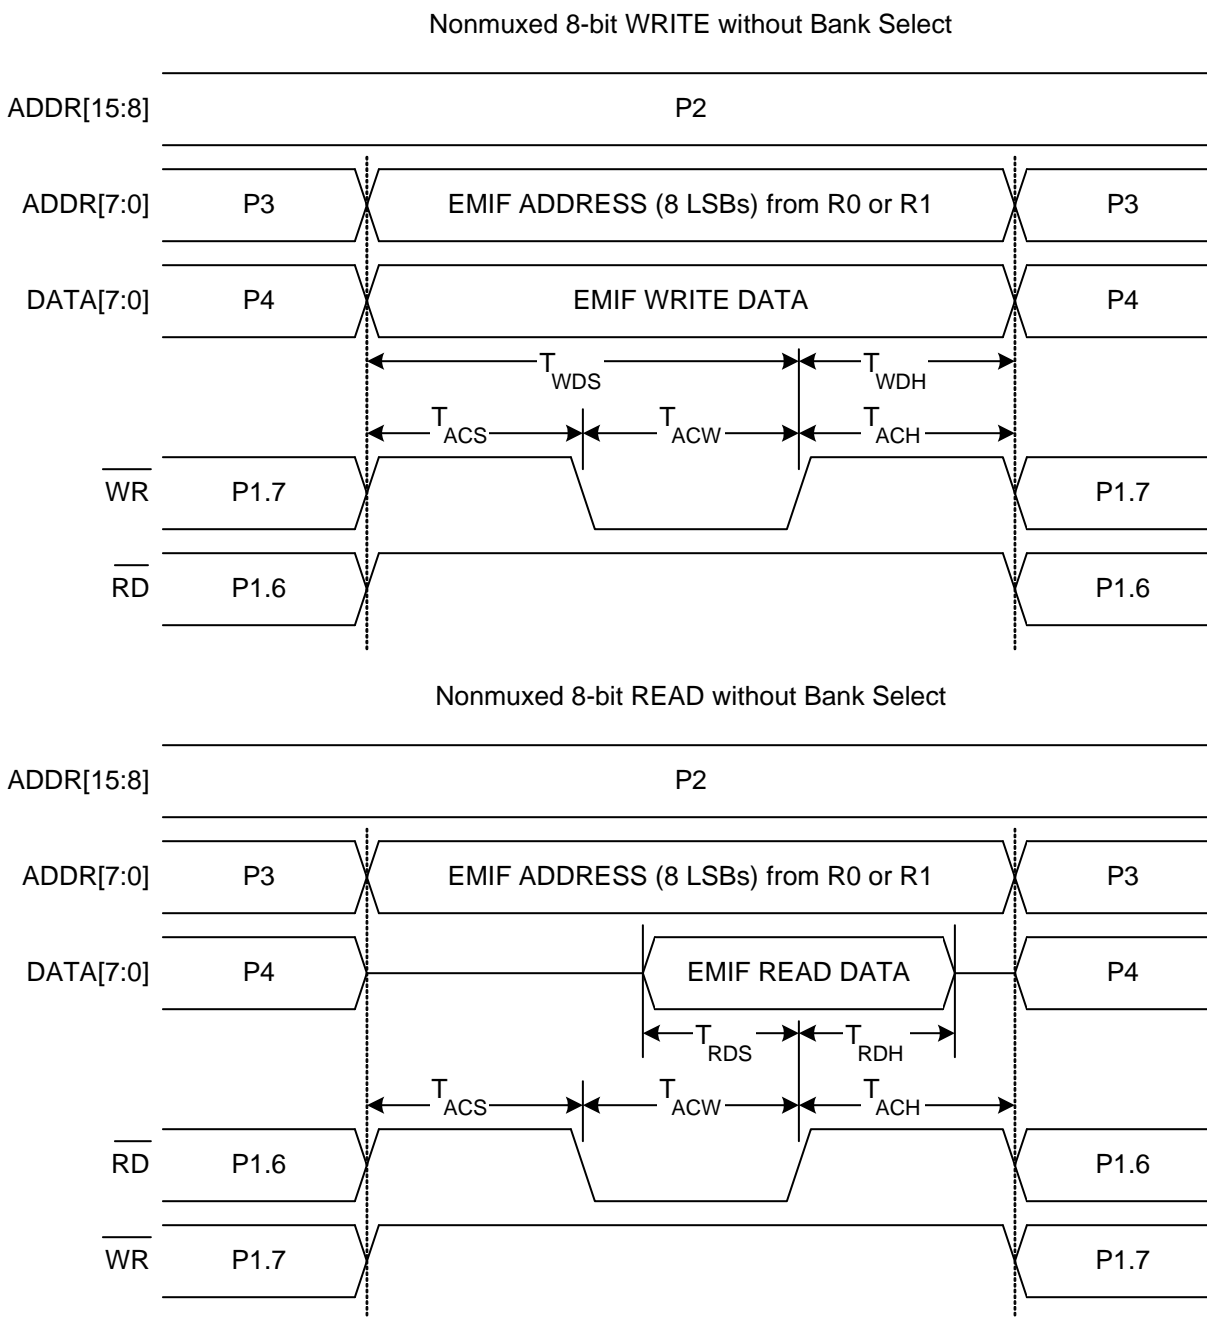 Nonmuxed 8-bit WRITE without Bank Select
ADDR[15:8] P2
ADDR[7:0] P3 EMIF ADDRESS (8 LSBs) from R0 or R1 P3
DATA[7:0] P4 EMIF WRITE DATA P4
TWDS TWDH
TACS TACW TACH
WR P1.7 P1.7
RD P1.6 P1.6
Nonmuxed 8-bit READ without Bank Select
ADDR[15:8] P2
ADDR[7:0] P3 EMIF ADDRESS (8 LSBs) from R0 or R1 P3
DATA[7:0] P4 EMIF READ DATA P4
TRDS TRDH
TACS TACW TACH
RD P1.6 P1.6
WR P1.7 P1.7